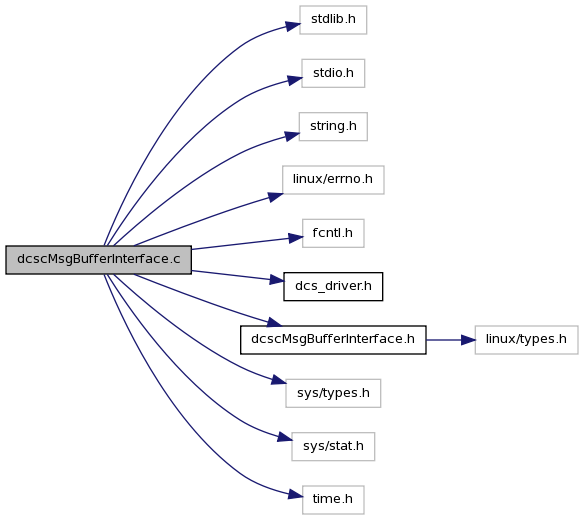 stdlib.h
stdio.h
string.h
linux/errno.h
fcntl.h
dcscMsgBufferInterface.c
dcs_driver.h
dcscMsgBufferInterface.h
linux/types.h
sys/types.h
sys/stat.h
time.h